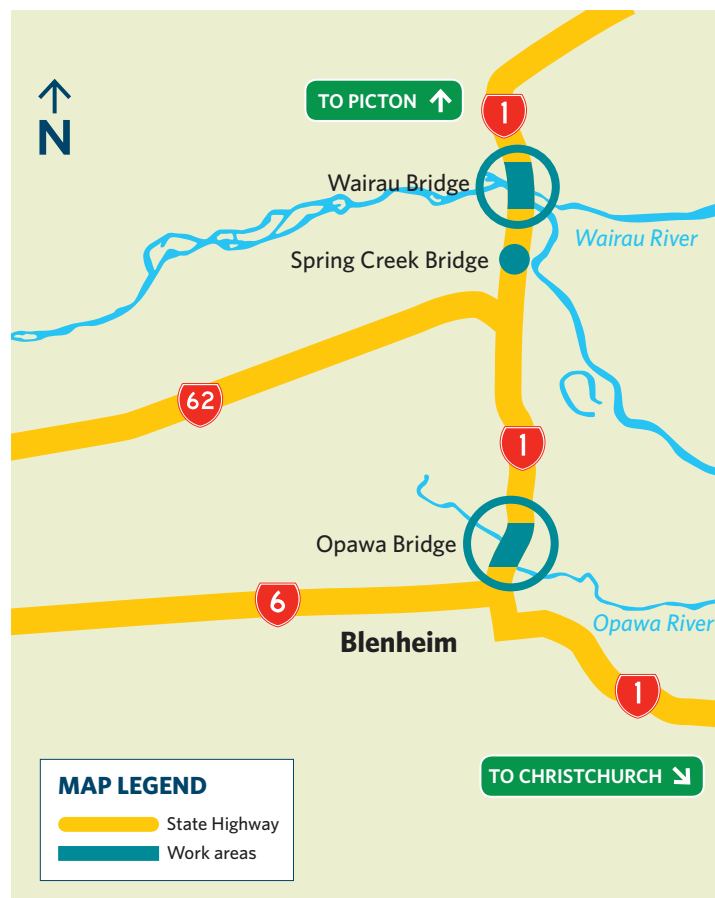 TO PICTON
1
N
Wairau Bridge
Wairau River
Spring Creek Bridge
62
1
Opawa Bridge
6
Opawa River
Blenheim
1
TO CHRISTCHURCH
MAP LEGEND
State Highway
Work areas